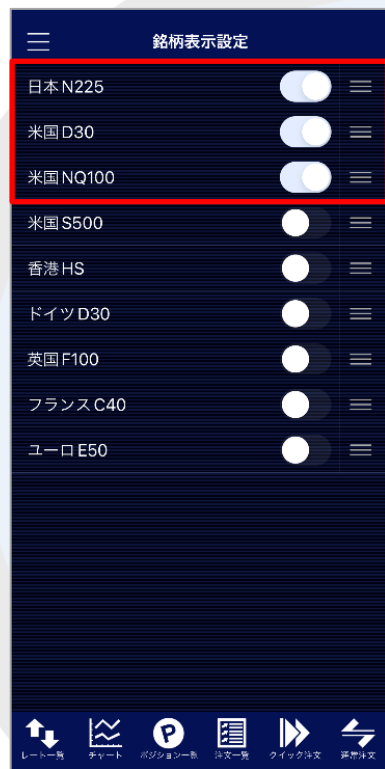 銘柄表示設定
日本N225
米国D30
米国NQ100
米国S500
香港HS
ドイツD30
英国F100
フランスC40
ユーロE50
P
レート一覧 チャート ポジション一覧 注文一覧 クイック注文 通常注文